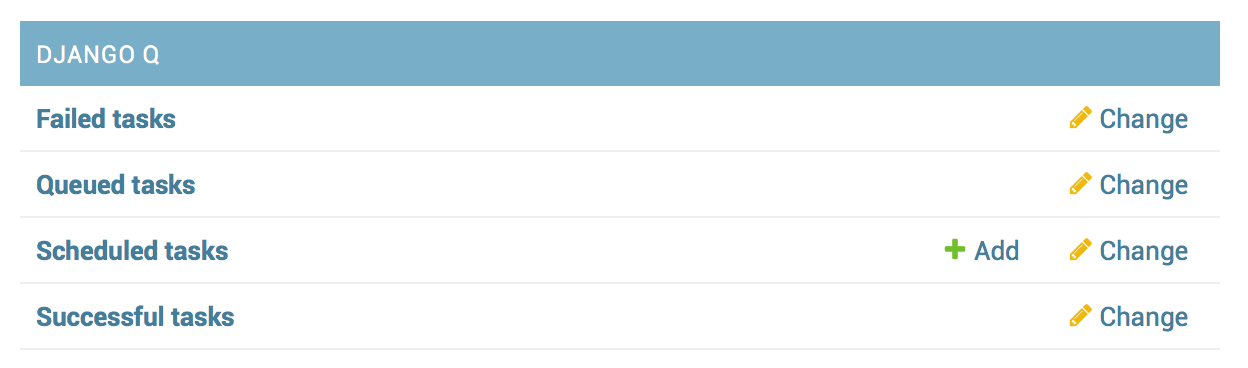 DJANGO Q
Failed tasks Change
Queued tasks Change
Scheduled tasks Add Change
Successful tasks Change